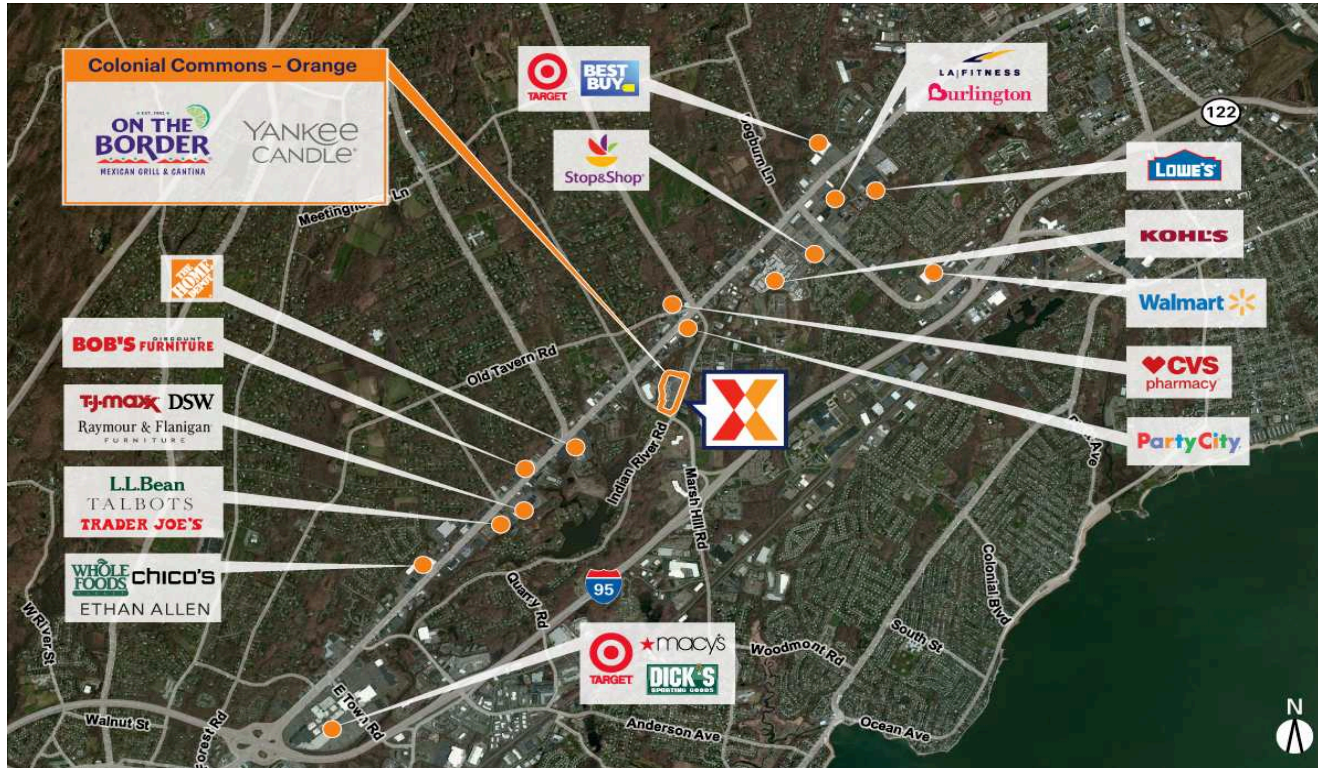 Colonial Commons – Orange
EST. 1982
ON THE
BORDER
MEXICAN GRILL & CANTINA
YANKEE
CANDLE
TARGET
BEST
BUY
Stop&Shop
LA|FITNESS
Burlington
122
LOWE'S
KOHL'S
Walmart
CVS
pharmacy
Party City
THE
HOME
DEPOT
BOB'S DISCOUNT
FURNITURE
T·J·maxx DSW
Raymour & Flanigan
FURNITURE
L.L.Bean
TALBOTS
TRADER JOE'S
WHOLE
FOODS
MARKET
chico's
ETHAN ALLEN
TARGET
macy's
DICK'S
SPORTING GOODS
95
Ln
Old Tavern Rd
Indian River Rd
Marsh Hill Rd
Quarry Rd
W River St
Walnut St
E Town Rd
Anderson Ave
Woodmont Rd
South St
Colonial Blvd
Ocean Ave
Ave
N